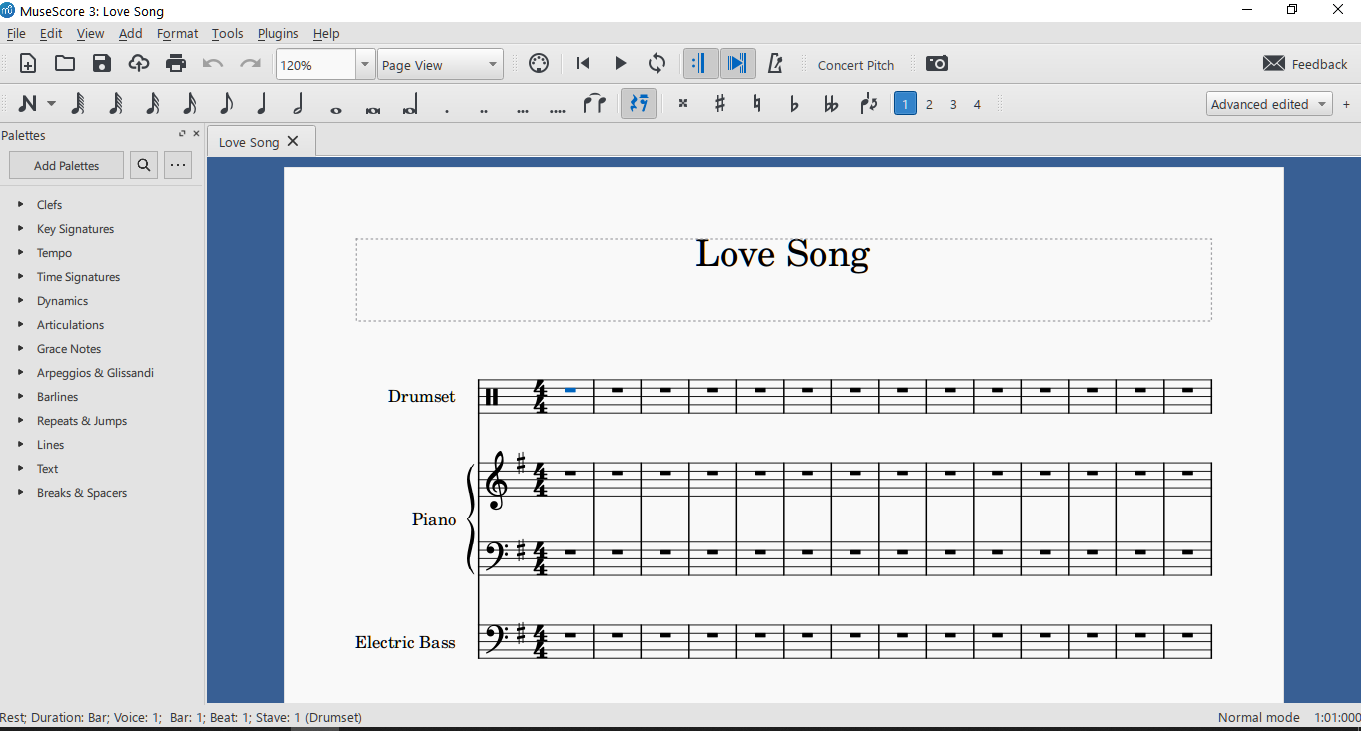 MuseScore 3: Love Song
File Edit View Add Format Tools Plugins Help
120% Page View Concert Pitch Feedback
1 2 3 4 Advanced edited +
Palettes
Love Song
Add Palettes ...
Clefs
Key Signatures
Tempo
Time Signatures
Dynamics
Articulations
Grace Notes
Arpeggios & Glissandi
Barlines
Repeats & Jumps
Lines
Text
Breaks & Spacers
Love Song
Drumset
4/4
Piano
4/4
4/4
Electric Bass
4/4
Rest; Duration: Bar; Voice: 1; Bar: 1; Beat: 1; Stave: 1 (Drumset) Normal mode 1:01:000